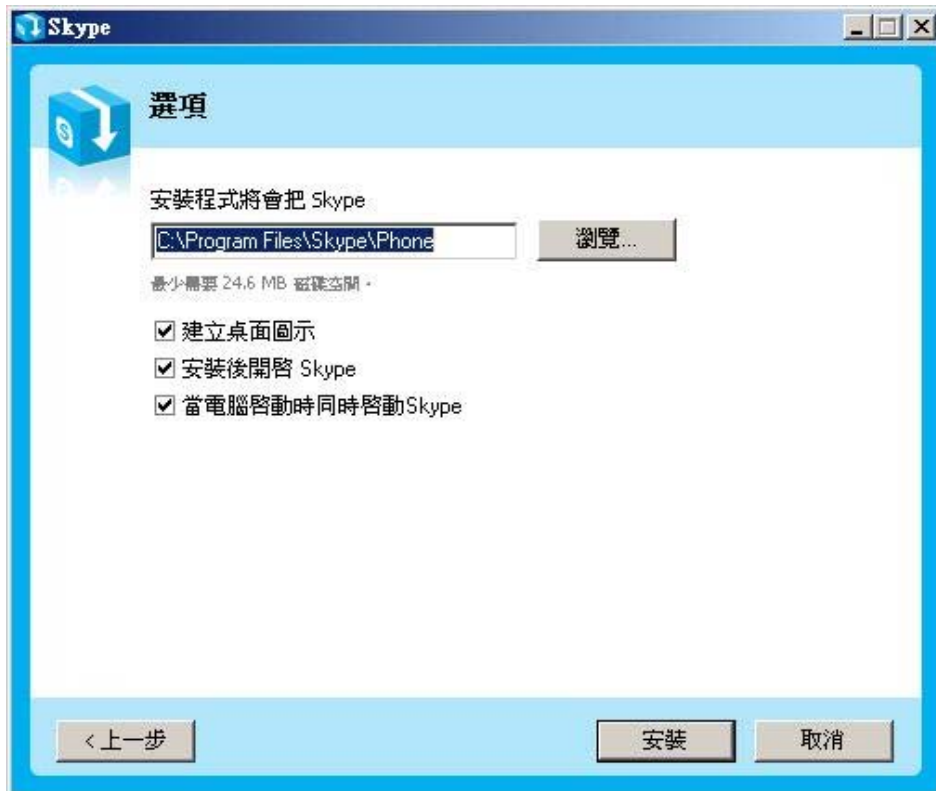 Skype
選項
安裝程式將會把 Skype
C:\Program Files\Skype\Phone
瀏覽...
最少需要 24.6 MB 磁碟空間。
建立桌面圖示
安裝後開啓 Skype
當電腦啓動時同時啓動Skype
< 上一步
安裝
取消